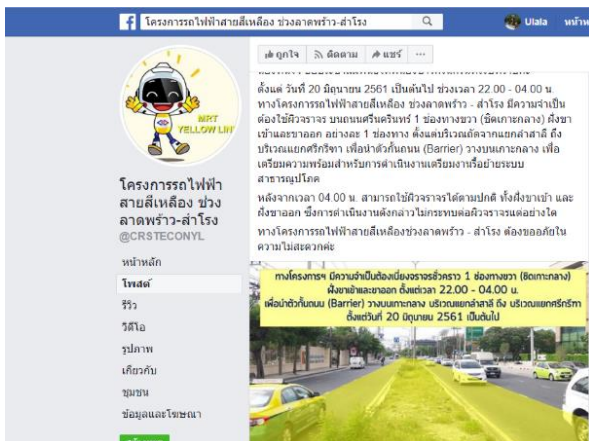 โครงการรถไฟฟ้าสายสีเหลือง ช่วงลาดพร้าว-สำโรง
Ulala
หน้าห
ถูกใจ
ติดตาม
แชร์
ตั้งแต่ วันที่ 20 มิถุนายน 2561 เป็นต้นไป ช่วงเวลา 22.00 - 04.00 น.
ทางโครงการรถไฟฟ้าสายสีเหลือง ช่วงลาดพร้าว - สำโรง มีความจำเป็น
ต้องใช้ผิวจราจร บนถนนศรีนครินทร์ 1 ช่องทางขวา (ชิดเกาะกลาง) ฝั่งขา
เข้าและขาออก อย่างละ 1 ช่องทาง ตั้งแต่บริเวณถัดจากแยกลำสาลี ถึง
บริเวณแยกศรีกรีฑา เพื่อนำตัวกั้นถนน (Barrier) วางบนเกาะกลาง เพื่อ
เตรียมความพร้อมสำหรับการดำเนินงานเตรียมงานรื้อย้ายระบบ
สาธารณูปโภค
หลังจากเวลา 04.00 น. สามารถใช้ผิวจราจรได้ตามปกติ ทั้งฝั่งขาเข้า และ
ฝั่งขาออก ซึ่งการดำเนินงานดังกล่าวไม่กระทบต่อผิวจราจรแต่อย่างใด
ทางโครงการรถไฟฟ้าสายสีเหลืองช่วงลาดพร้าว - สำโรง ต้องขออภัยใน
ความไม่สะดวกค่ะ
MRT
YELLOW LINE
โครงการรถไฟฟ้า
สายสีเหลือง ช่วง
ลาดพร้าว-สำโรง
@CRSTECONYL
หน้าหลัก
โพสต์
รีวิว
วิดีโอ
รูปภาพ
เกี่ยวกับ
ชุมชน
ข้อมูลและโฆษณา
ทางโครงการฯ มีความจำเป็นต้องเบี่ยงจราจรชั่วคราว 1 ช่องทางขวา (ชิดเกาะกลาง)
ฝั่งขาเข้าและขาออก ตั้งแต่เวลา 22.00 - 04.00 น.
เพื่อนำตัวกั้นถนน (Barrier) วางบนเกาะกลาง บริเวณแยกลำสาลี ถึง บริเวณแยกศรีกรีฑา
ตั้งแต่วันที่ 20 มิถุนายน 2561 เป็นต้นไป